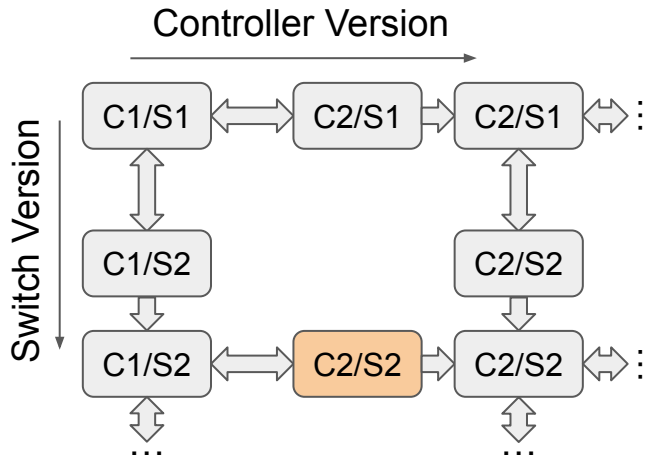 Controller Version
Switch Version
C1/S1
C2/S1
C2/S1
...
C1/S2
C2/S2
C1/S2
C2/S2
C2/S2
...
...
...